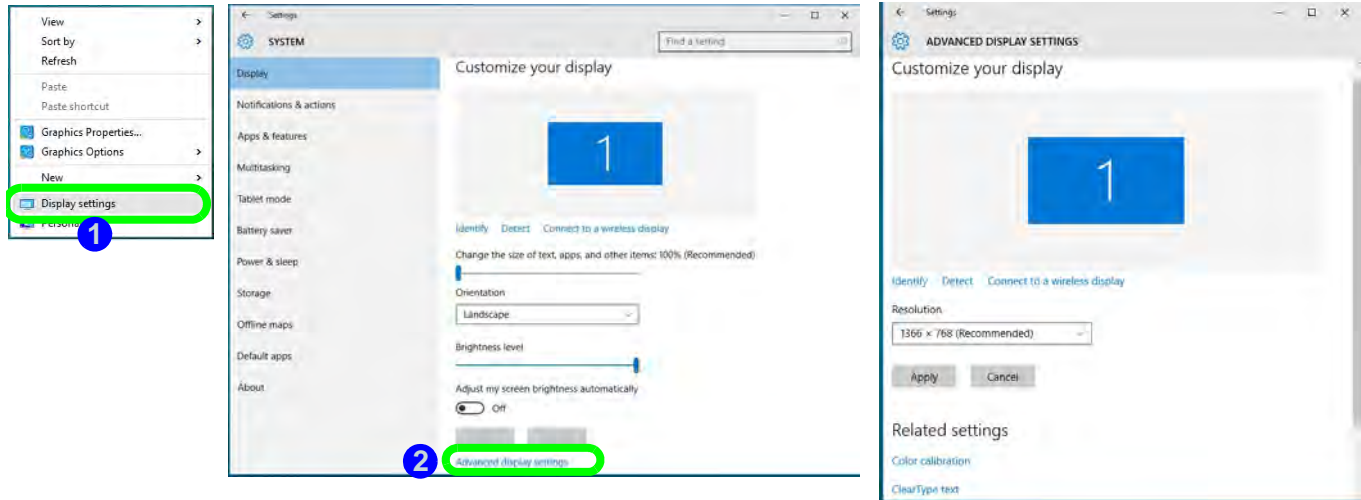 View
Sort by
Refresh
Paste
Paste shortcut
Graphics Properties...
Graphics Options
New
Display settings
1
Settings
SYSTEM
Find a setting
Display
Notifications & actions
Apps & features
Multitasking
Tablet mode
Battery saver
Power & sleep
Storage
Offline maps
Default apps
About
Customize your display
1
Identify Detect Connect to a wireless display
Change the size of text, apps, and other items: 100% (Recommended)
Orientation
Landscape
Brightness level
Adjust my screen brightness automatically
Off
2
Advanced display settings
Settings
ADVANCED DISPLAY SETTINGS
Customize your display
1
Identify Detect Connect to a wireless display
Resolution
1366 × 768 (Recommended)
Apply Cancel
Related settings
Color calibration
ClearType text